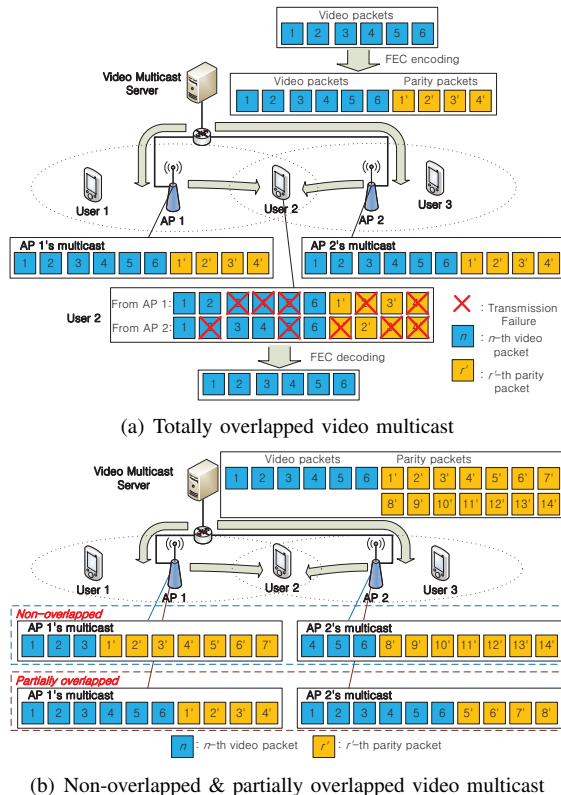 Video packets
1 2 3 4 5 6
FEC encoding
Video Multicast
Server
Video packets Parity packets
1 2 3 4 5 6 1' 2' 3' 4'
User 1
AP 1
User 2
AP 2
User 3
AP 1's multicast
1 2 3 4 5 6 1' 2' 3' 4'
AP 2's multicast
1 2 3 4 5 6 1' 2' 3' 4'
User 2
From AP 1: 1 2 6 1' 3'
From AP 2: 1 3 4 6 2'
FEC decoding
1 2 3 4 5 6
: Transmission
Failure
n : n-th video
packet
r' : r'-th parity
packet
(a) Totally overlapped video multicast
Video Multicast
Server
Video packets Parity packets
1 2 3 4 5 6 1' 2' 3' 4' 5' 6' 7'
8' 9' 10' 11' 12' 13' 14'
User 1
AP 1
User 2
AP 2
User 3
Non-overlapped
AP 1's multicast
1 2 3 1' 2' 3' 4' 5' 6' 7'
AP 2's multicast
4 5 6 8' 9' 10' 11' 12' 13' 14'
Partially overlapped
AP 1's multicast
1 2 3 4 5 6 1' 2' 3' 4'
AP 2's multicast
1 2 3 4 5 6 5' 6' 7' 8'
n : n-th video packet r' : r'-th parity packet
(b) Non-overlapped & partially overlapped video multicast